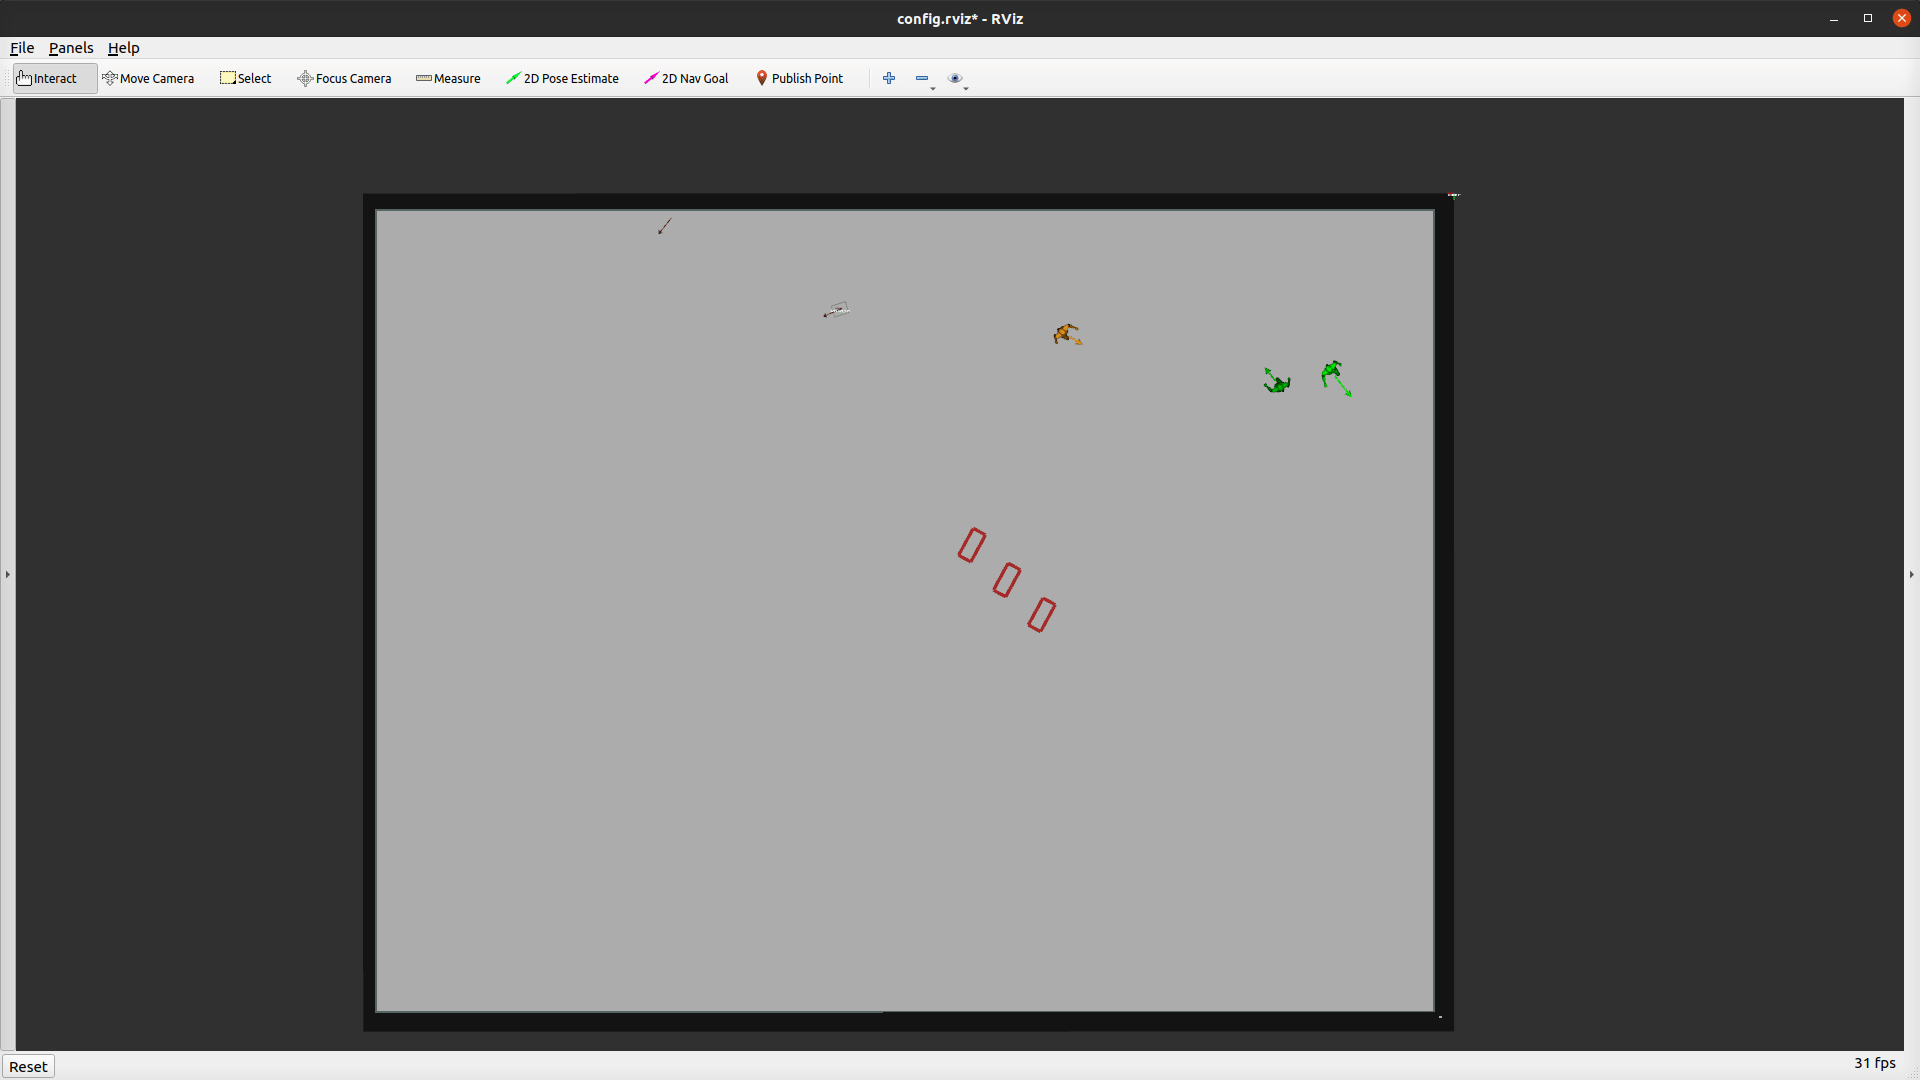 config.rviz* - RViz
File Panels Help
Interact Move Camera Select Focus Camera Measure 2D Pose Estimate 2D Nav Goal Publish Point
Reset
31 fps